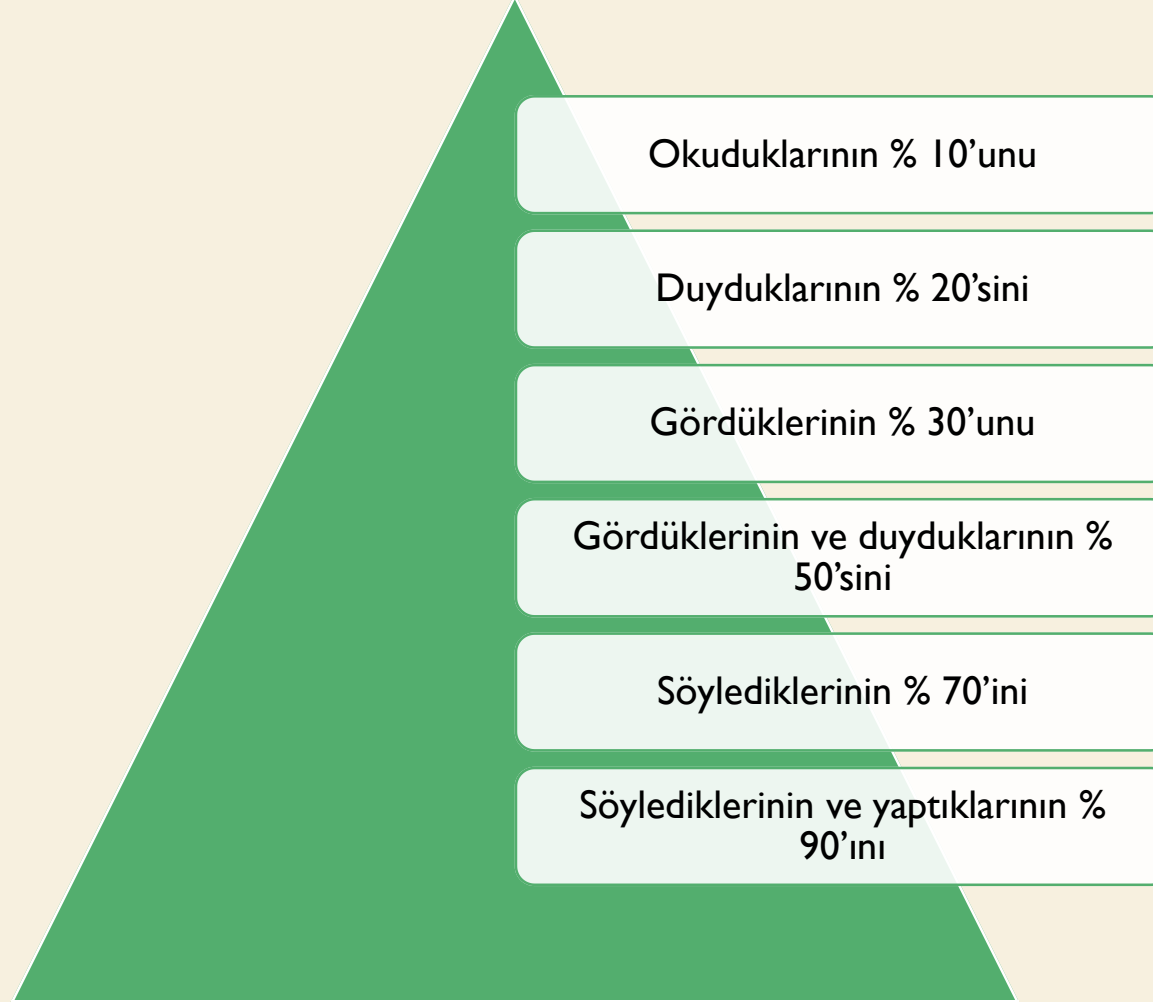 Okuduklarının % 10’unu
Duyduklarının % 20’sini
Gördüklerinin % 30’unu
Gördüklerinin ve duyduklarının %
50’sini
Söylediklerinin % 70’ini
Söylediklerinin ve yaptıklarının %
90’ını